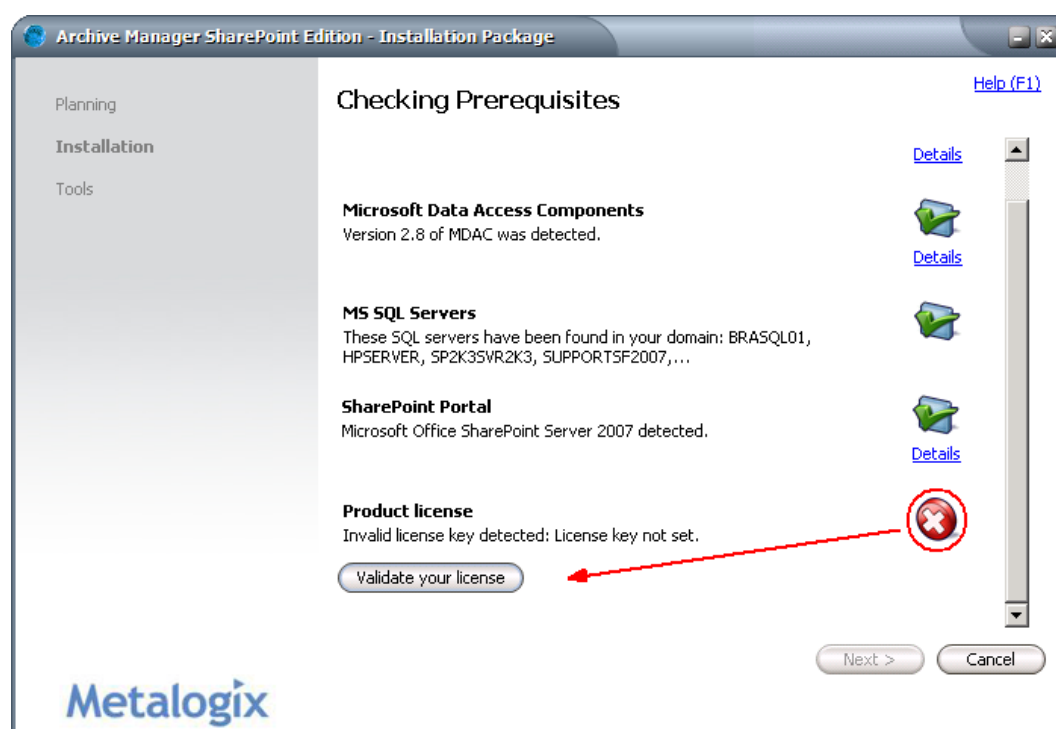 Archive Manager SharePoint Edition - Installation Package
Help (F1)
Planning
Installation
Tools
Checking Prerequisites
Details
Microsoft Data Access Components
Version 2.8 of MDAC was detected.
Details
MS SQL Servers
These SQL servers have been found in your domain: BRASQL01,
HPSERVER, SP2K3SVR2K3, SUPPORTSF2007,...
SharePoint Portal
Microsoft Office SharePoint Server 2007 detected.
Details
Product license
Invalid license key detected: License key not set.
Validate your license
Next >
Cancel
Metalogix